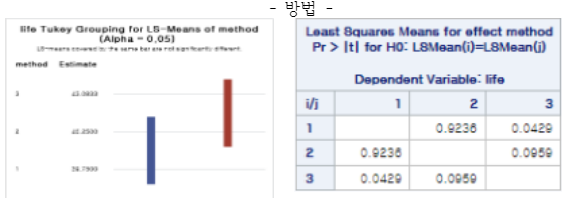 - 방법 -
life Tukey Grouping for LS-Means of method
(Alpha = 0.05)
LS-means covered by the same bar are not significantly different.
method Estimate
3
2
1
Least Squares Means for effect method
Pr > |t| for H0: LSMean(i)=LSMean(j)
Dependent Variable: life
i/j 1 2 3
1 0.9236 0.0429
2 0.9236 0.0959
3 0.0429 0.0959